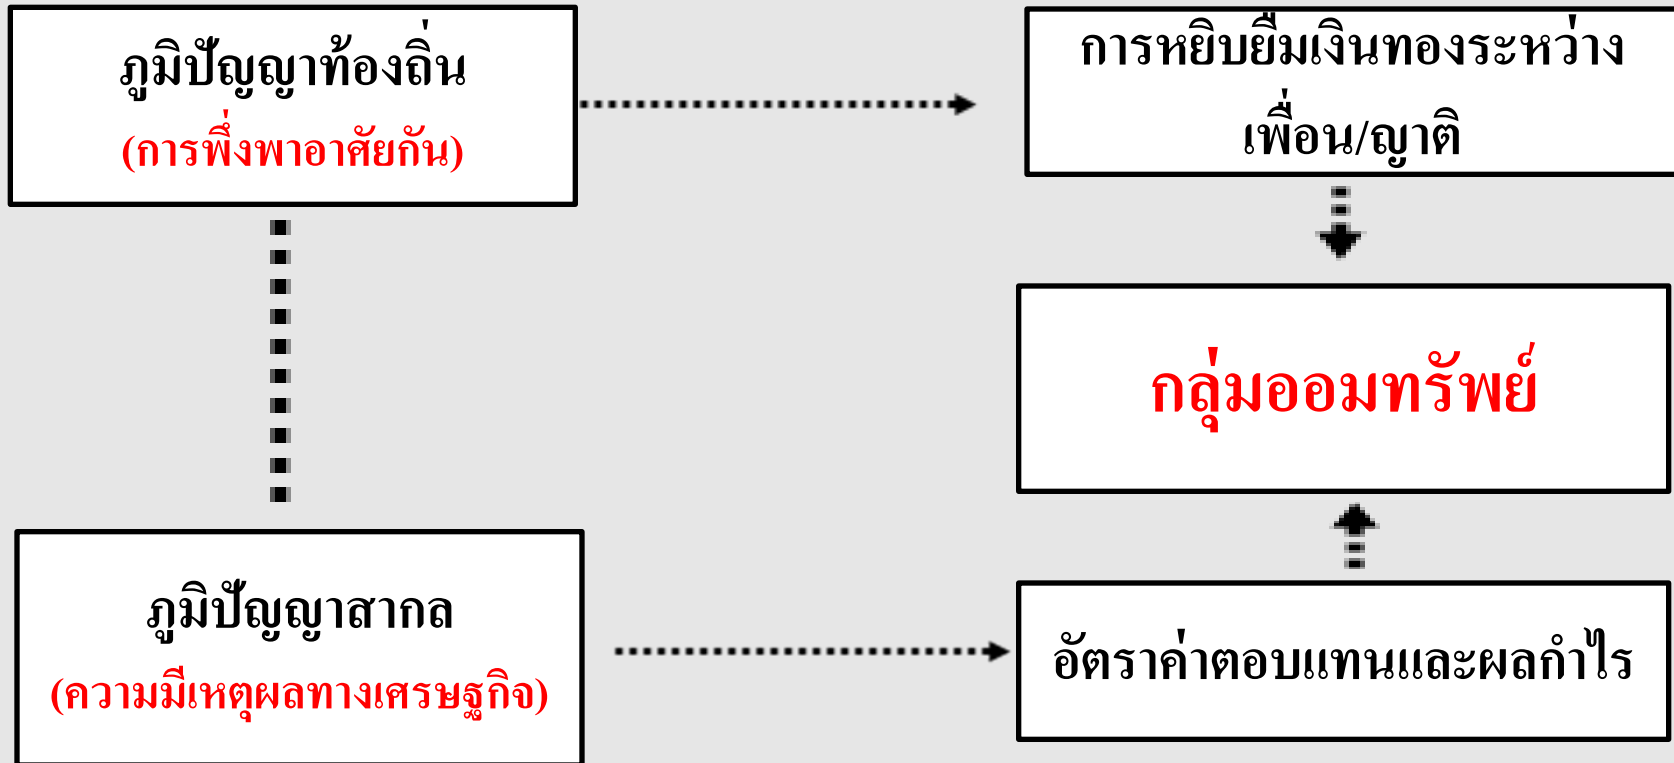 ภูมิปัญญาท้องถิ่น
(การพึ่งพาอาศัยกัน)
การหยิบยืมเงินทองระหว่าง
เพื่อน/ญาติ
กลุ่มออมทรัพย์
ภูมิปัญญาสากล
(ความมีเหตุผลทางเศรษฐกิจ)
อัตราค่าตอบแทนและผลกำไร